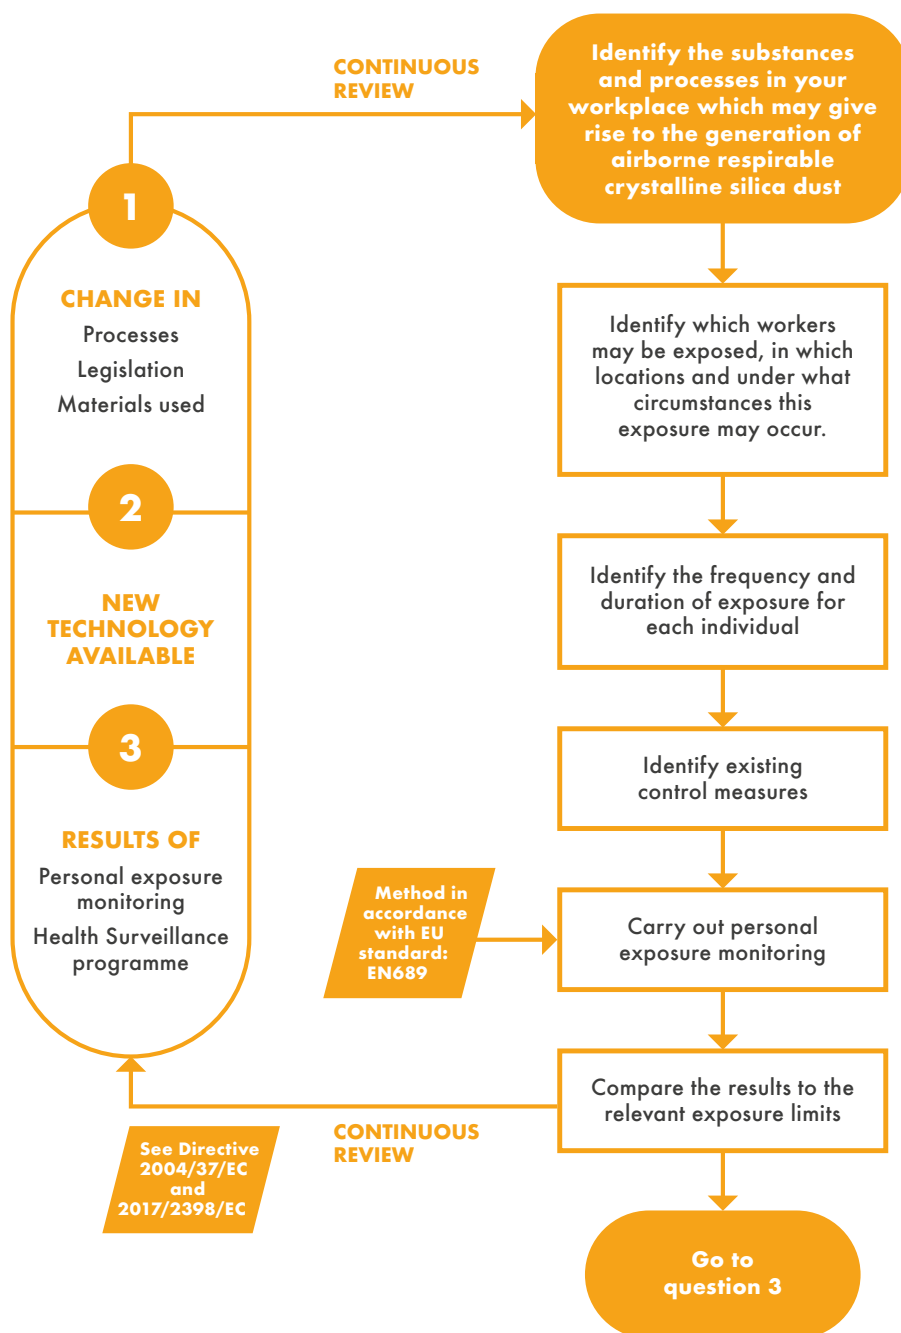 CONTINUOUS
REVIEW
Identify the substances
and processes in your
workplace which may give
rise to the generation of
airborne respirable
crystalline silica dust
1
CHANGE IN
Processes
Legislation
Materials used
2
NEW
TECHNOLOGY
AVAILABLE
3
RESULTS OF
Personal exposure
monitoring
Health Surveillance
programme
Identify which workers
may be exposed, in which
locations and under what
circumstances this
exposure may occur.
Identify the frequency and
duration of exposure for
each individual
Identify existing
control measures
Method in
accordance
with EU
standard:
EN689
Carry out personal
exposure monitoring
Compare the results to the
relevant exposure limits
CONTINUOUS
REVIEW
See Directive
2004/37/EC
and
2017/2398/EC
Go to
question 3